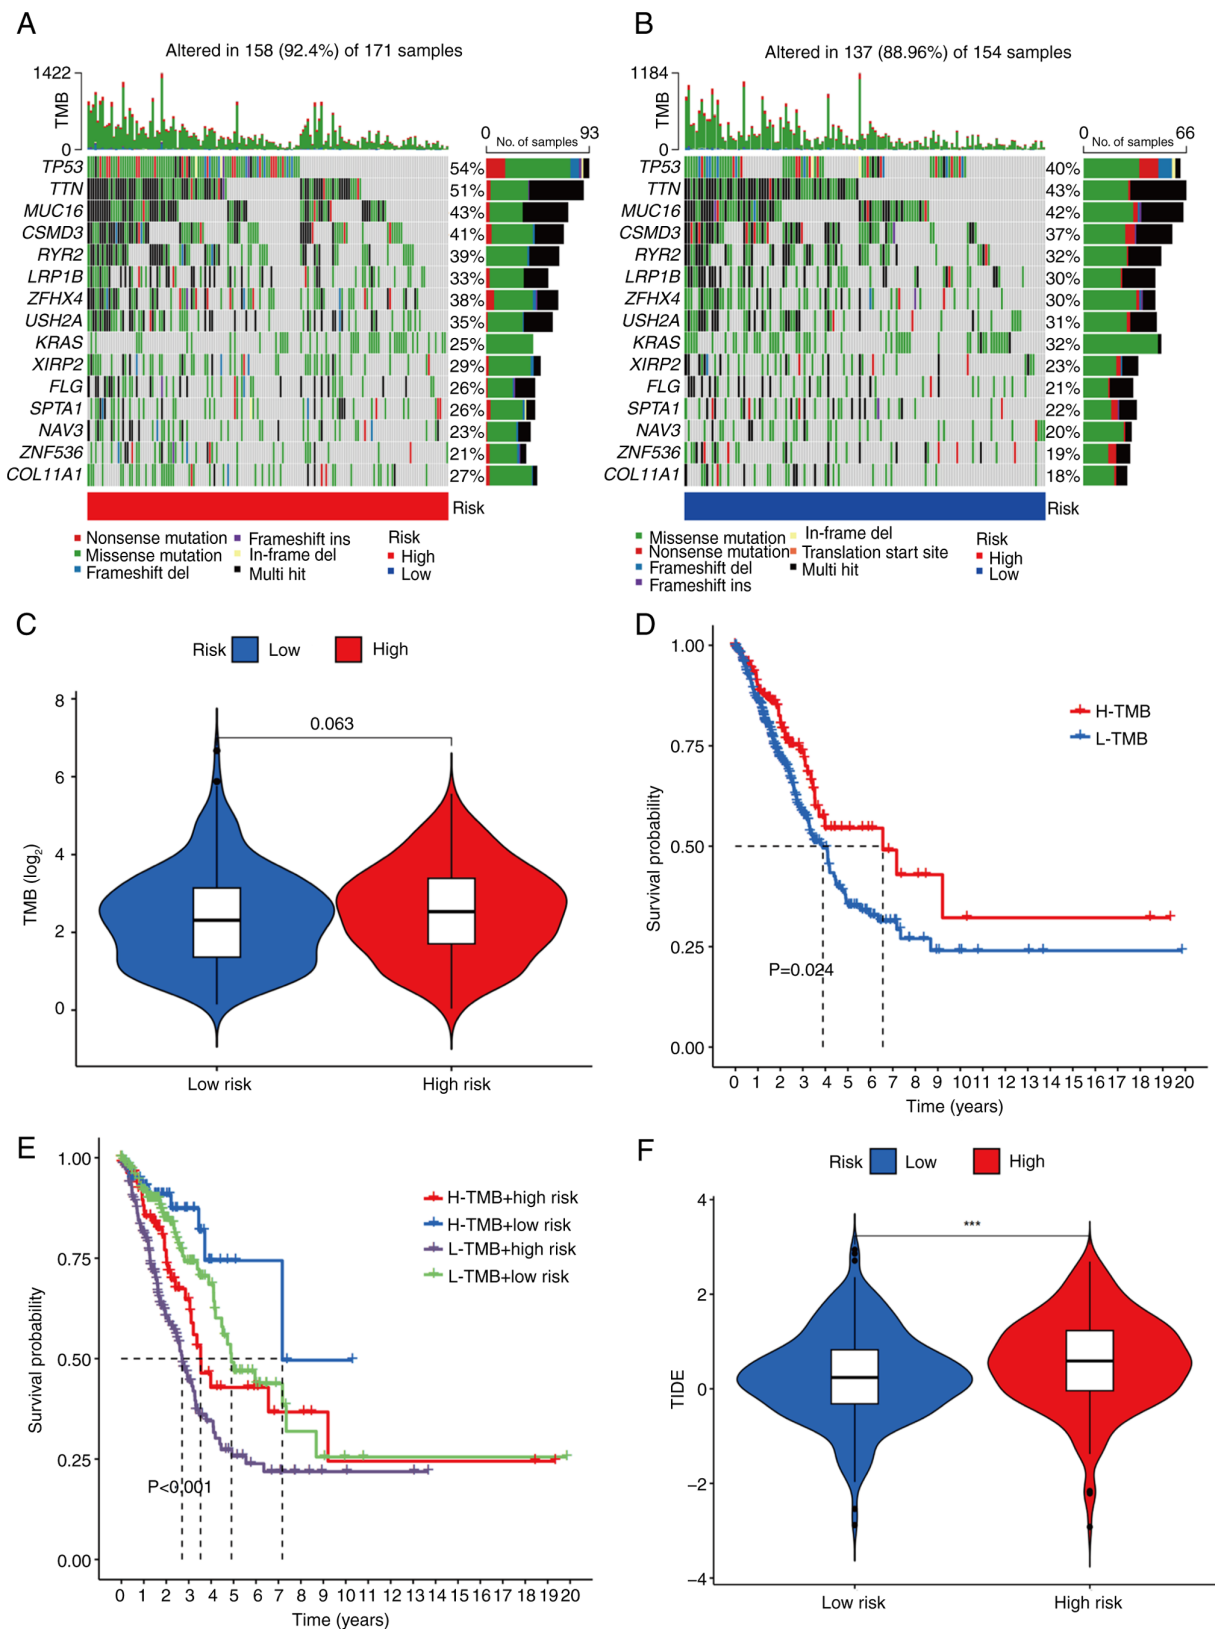 A
Altered in 158 (92.4%) of 171 samples
1422
TMB
0
0 93
No. of samples
TP53 54%
TTN 51%
MUC16 43%
CSMD3 41%
RYR2 39%
LRP1B 33%
ZFHX4 38%
USH2A 35%
KRAS 25%
XIRP2 29%
FLG 26%
SPTA1 26%
NAV3 23%
ZNF536 21%
COL11A1 27%
Risk
Nonsense mutation
Missense mutation
Frameshift del
Frameshift ins
In-frame del
Multi hit
Risk
High
Low
B
Altered in 137 (88.96%) of 154 samples
1184
TMB
0
0 66
No. of samples
TP53 40%
TTN 43%
MUC16 42%
CSMD3 37%
RYR2 32%
LRP1B 30%
ZFHX4 30%
USH2A 31%
KRAS 32%
XIRP2 23%
FLG 21%
SPTA1 22%
NAV3 20%
ZNF536 19%
COL11A1 18%
Risk
Missense mutation
Nonsense mutation
Frameshift del
Frameshift ins
In-frame del
Translation start site
Multi hit
Risk
High
Low
C
Risk Low High
8
6
4
2
0
TMB (log2)
0.063
Low risk High risk
D
1.00
0.75
0.50
0.25
0.00
Survival probability
H-TMB
L-TMB
P=0.024
0 1 2 3 4 5 6 7 8 9 10 11 12 13 14 15 16 17 18 19 20
Time (years)
E
1.00
0.75
0.50
0.25
0.00
Survival probability
H-TMB+high risk
H-TMB+low risk
L-TMB+high risk
L-TMB+low risk
P<0.001
0 1 2 3 4 5 6 7 8 9 10 11 12 13 14 15 16 17 18 19 20
Time (years)
F
Risk Low High
4
2
0
−2
−4
TIDE
***
Low risk High risk